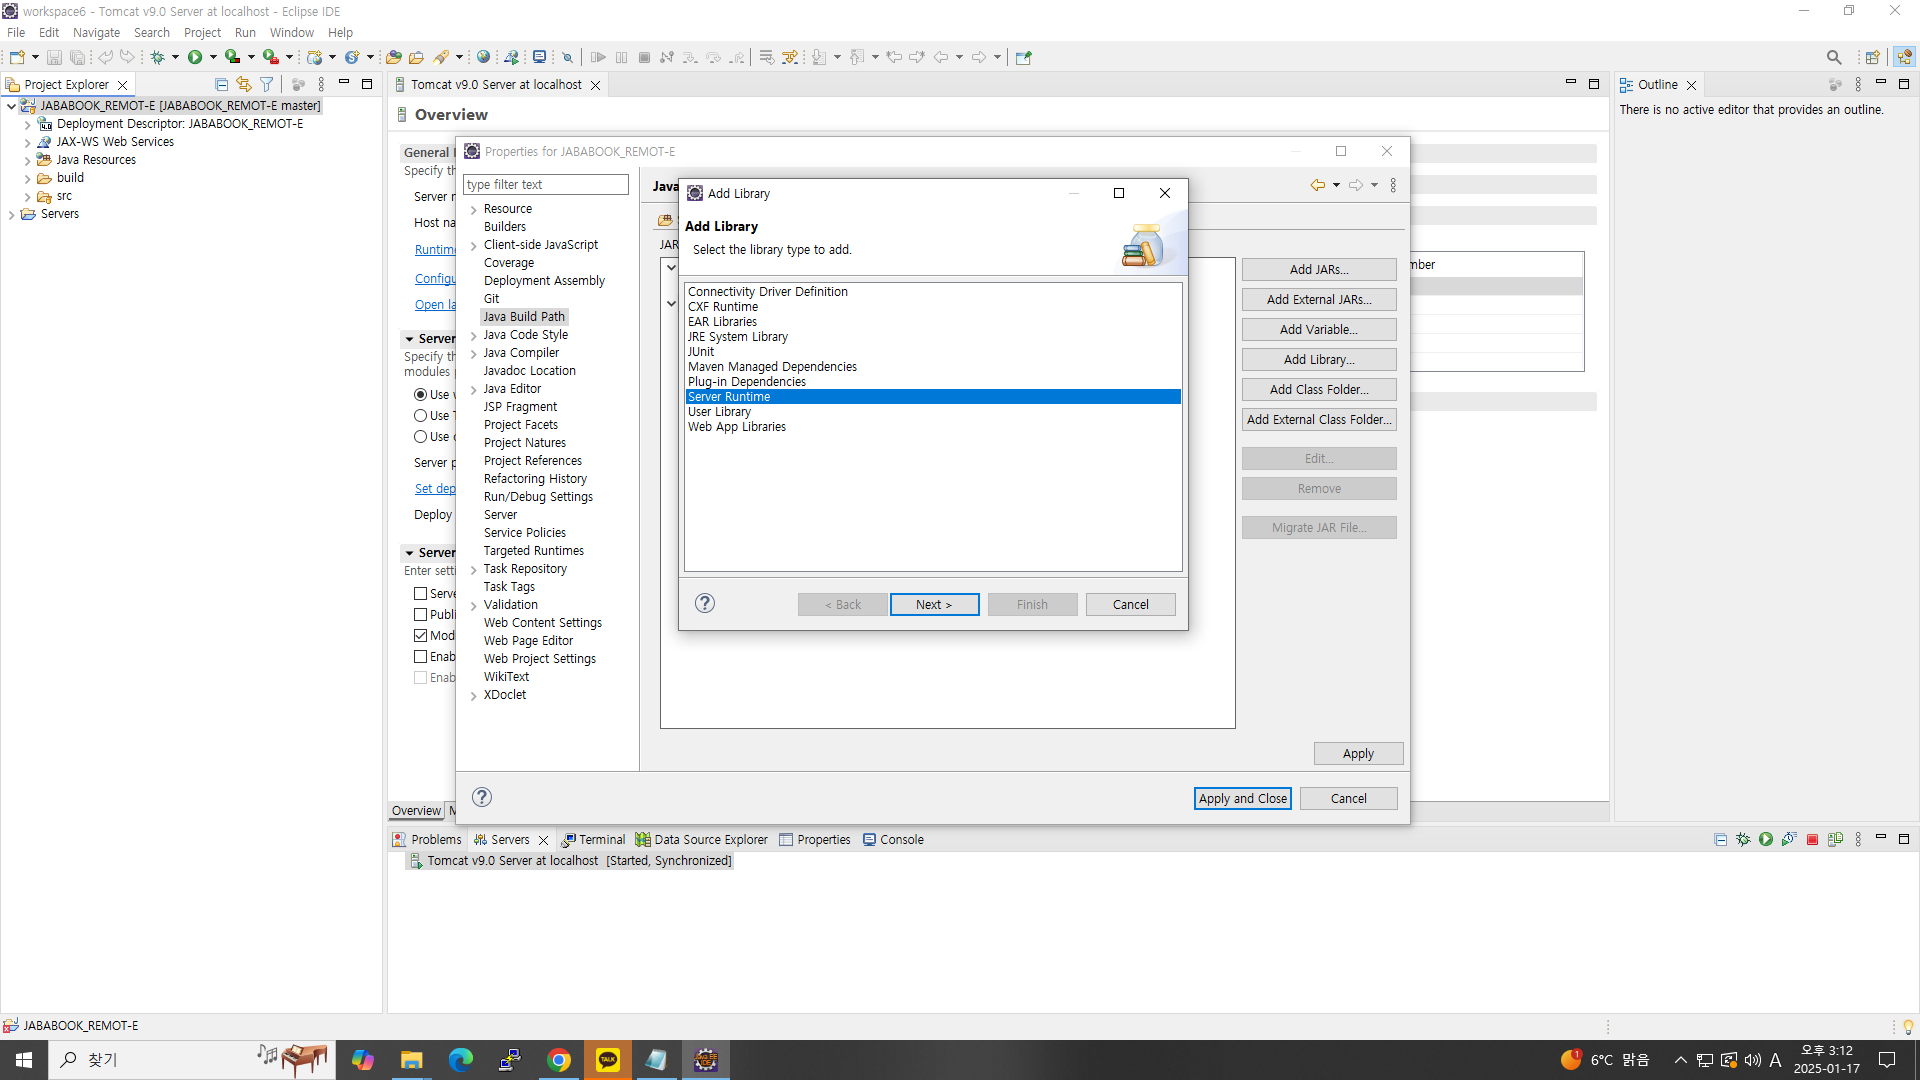 workspace6 - Tomcat v9.0 Server at localhost - Eclipse IDE
File Edit Navigate Search Project Run Window Help
Project Explorer
JABABOOK_REMOT-E [JABABOOK_REMOT-E master]
Deployment Descriptor: JABABOOK_REMOT-E
JAX-WS Web Services
Java Resources
build
src
Servers
Tomcat v9.0 Server at localhost
Overview
General
Specify th
Server n
Host na
Runtime
Configu
Open la
Server
Specify th
modules
Use
Use
Use
Server p
Set dep
Deploy
Server
Enter setti
Serve
Publi
Mod
Enab
Enab
mber
Overview
Properties for JABABOOK_REMOT-E
type filter text
Resource
Builders
Client-side JavaScript
Coverage
Deployment Assembly
Git
Java Build Path
Java Code Style
Java Compiler
Javadoc Location
Java Editor
JSP Fragment
Project Facets
Project Natures
Project References
Refactoring History
Run/Debug Settings
Server
Service Policies
Targeted Runtimes
Task Repository
Task Tags
Validation
Web Content Settings
Web Page Editor
Web Project Settings
WikiText
XDoclet
Java
JAR
Add Library
Add Library
Select the library type to add.
Connectivity Driver Definition
CXF Runtime
EAR Libraries
JRE System Library
JUnit
Maven Managed Dependencies
Plug-in Dependencies
Server Runtime
User Library
Web App Libraries
< Back Next > Finish Cancel
Add JARs...
Add External JARs...
Add Variable...
Add Library...
Add Class Folder...
Add External Class Folder...
Edit...
Remove
Migrate JAR File...
Apply
Apply and Close Cancel
Outline
There is no active editor that provides an outline.
Problems Servers Terminal Data Source Explorer Properties Console
Tomcat v9.0 Server at localhost [Started, Synchronized]
JABABOOK_REMOT-E
찾기
TALK
1
6°C 맑음
A
오후 3:12
2025-01-17